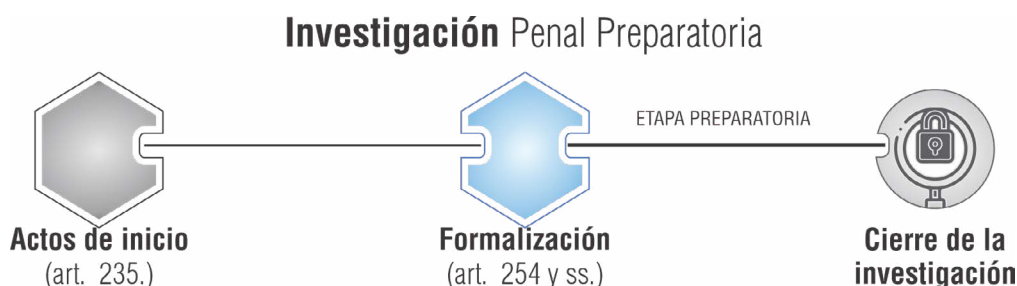 Investigación Penal Preparatoria
ETAPA PREPARATORIA
Actos de inicio
(art. 235.)
Formalización
(art. 254 y ss.)
Cierre de la
investigación